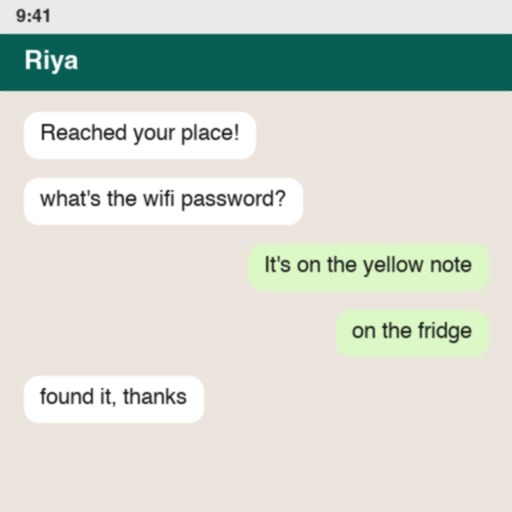 9:41
Riya
Reached your place!
what's the wifi password?
It's on the yellow note
on the fridge
found it, thanks